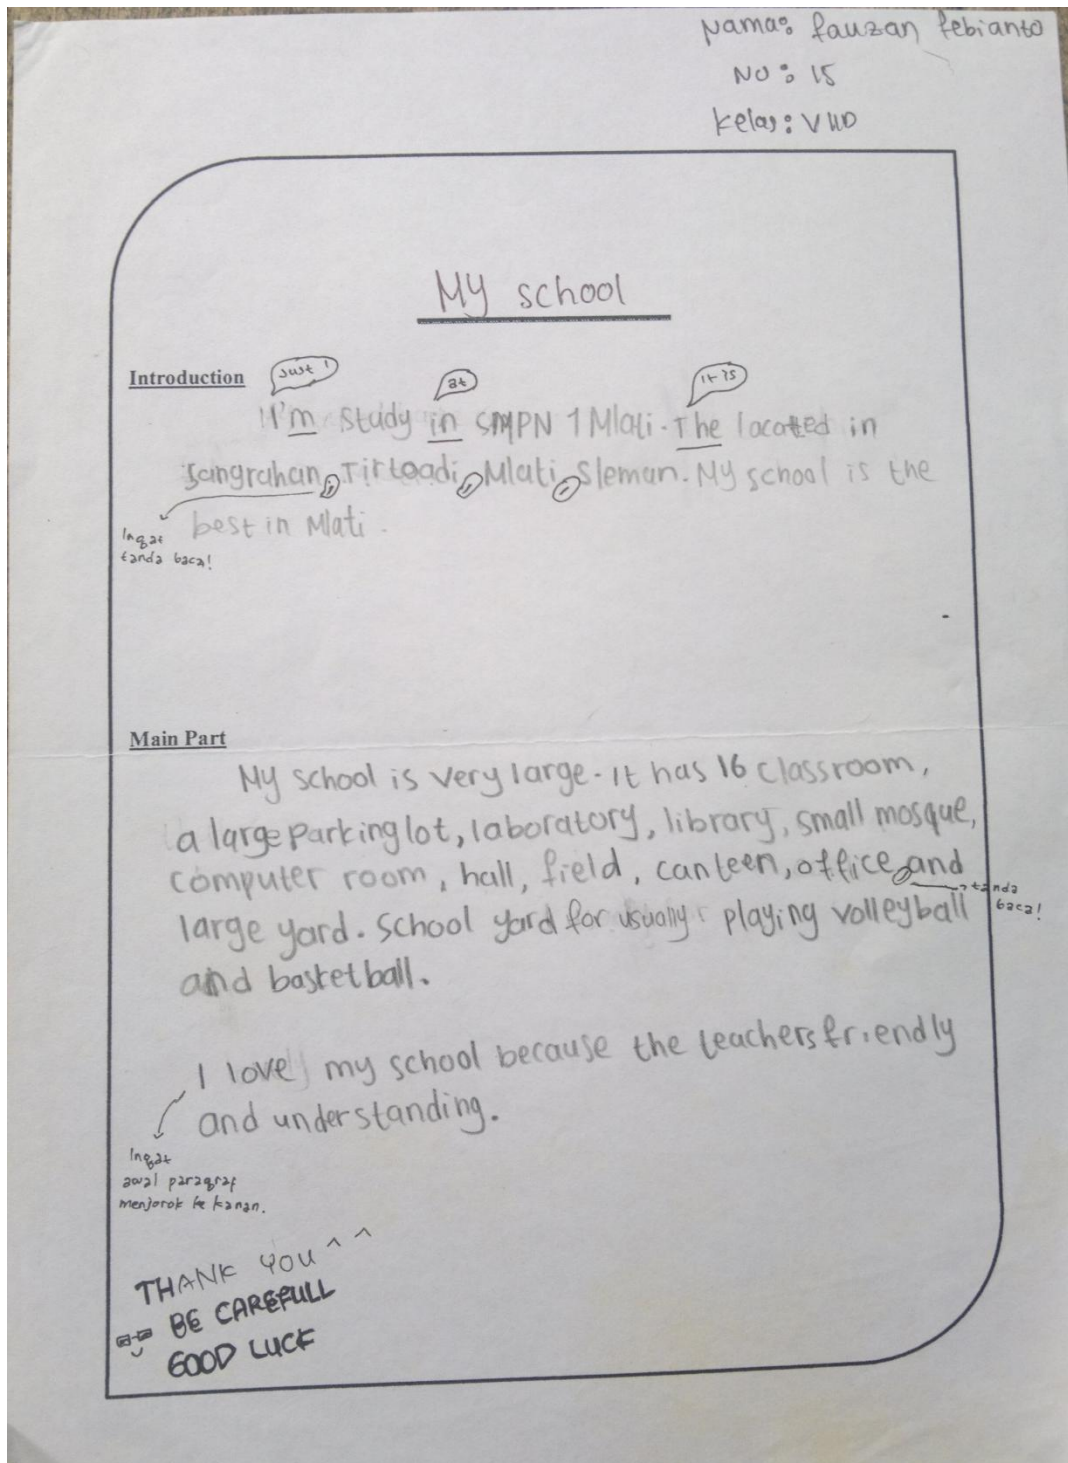 Nama: fauzan febianto
NO: 15
Kelas: VIID
My school
Introduction
just I
at
it is
I'm study in SMPN 1 Mlati. The located in
Sangrahan, Tirtoadi, Mlati, Sleman. My school is the
best in Mlati.
Ingat
tanda baca!
Main Part
My school is very large. It has 16 classroom,
a large parking lot, laboratory, library, small mosque,
computer room, hall, field, canteen, office, and
tanda
baca!
large yard. School yard for usually playing volleyball
and basketball.
I love my school because the teachers friendly
and understanding.
Ingat
awal paragraf
menjorok ke kanan.
THANK YOU ^ ^
BE CAREFULL
GOOD LUCK